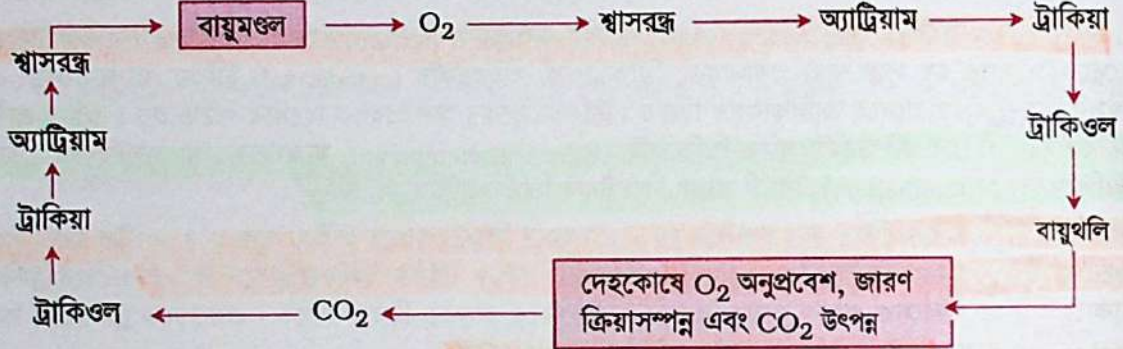 বায়ুমণ্ডল
O₂
শ্বাসরন্ধ্র
অ্যাট্রিয়াম
ট্রাকিয়া
ট্রাকিওল
বায়ুথলি
দেহকোষে O₂ অনুপ্রবেশ, জারণ
ক্রিয়াসম্পন্ন এবং CO₂ উৎপন্ন
CO₂
ট্রাকিওল
ট্রাকিয়া
অ্যাট্রিয়াম
শ্বাসরন্ধ্র